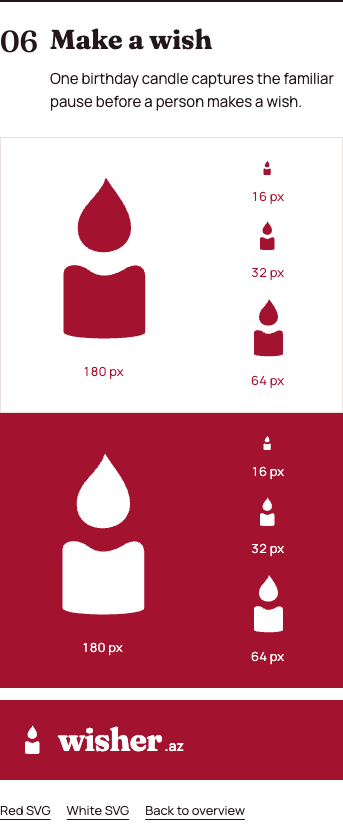 06 Make a wish
One birthday candle captures the familiar
pause before a person makes a wish.
16 px
32 px
180 px
64 px
16 px
32 px
180 px
64 px
wisher.az
Red SVG White SVG Back to overview